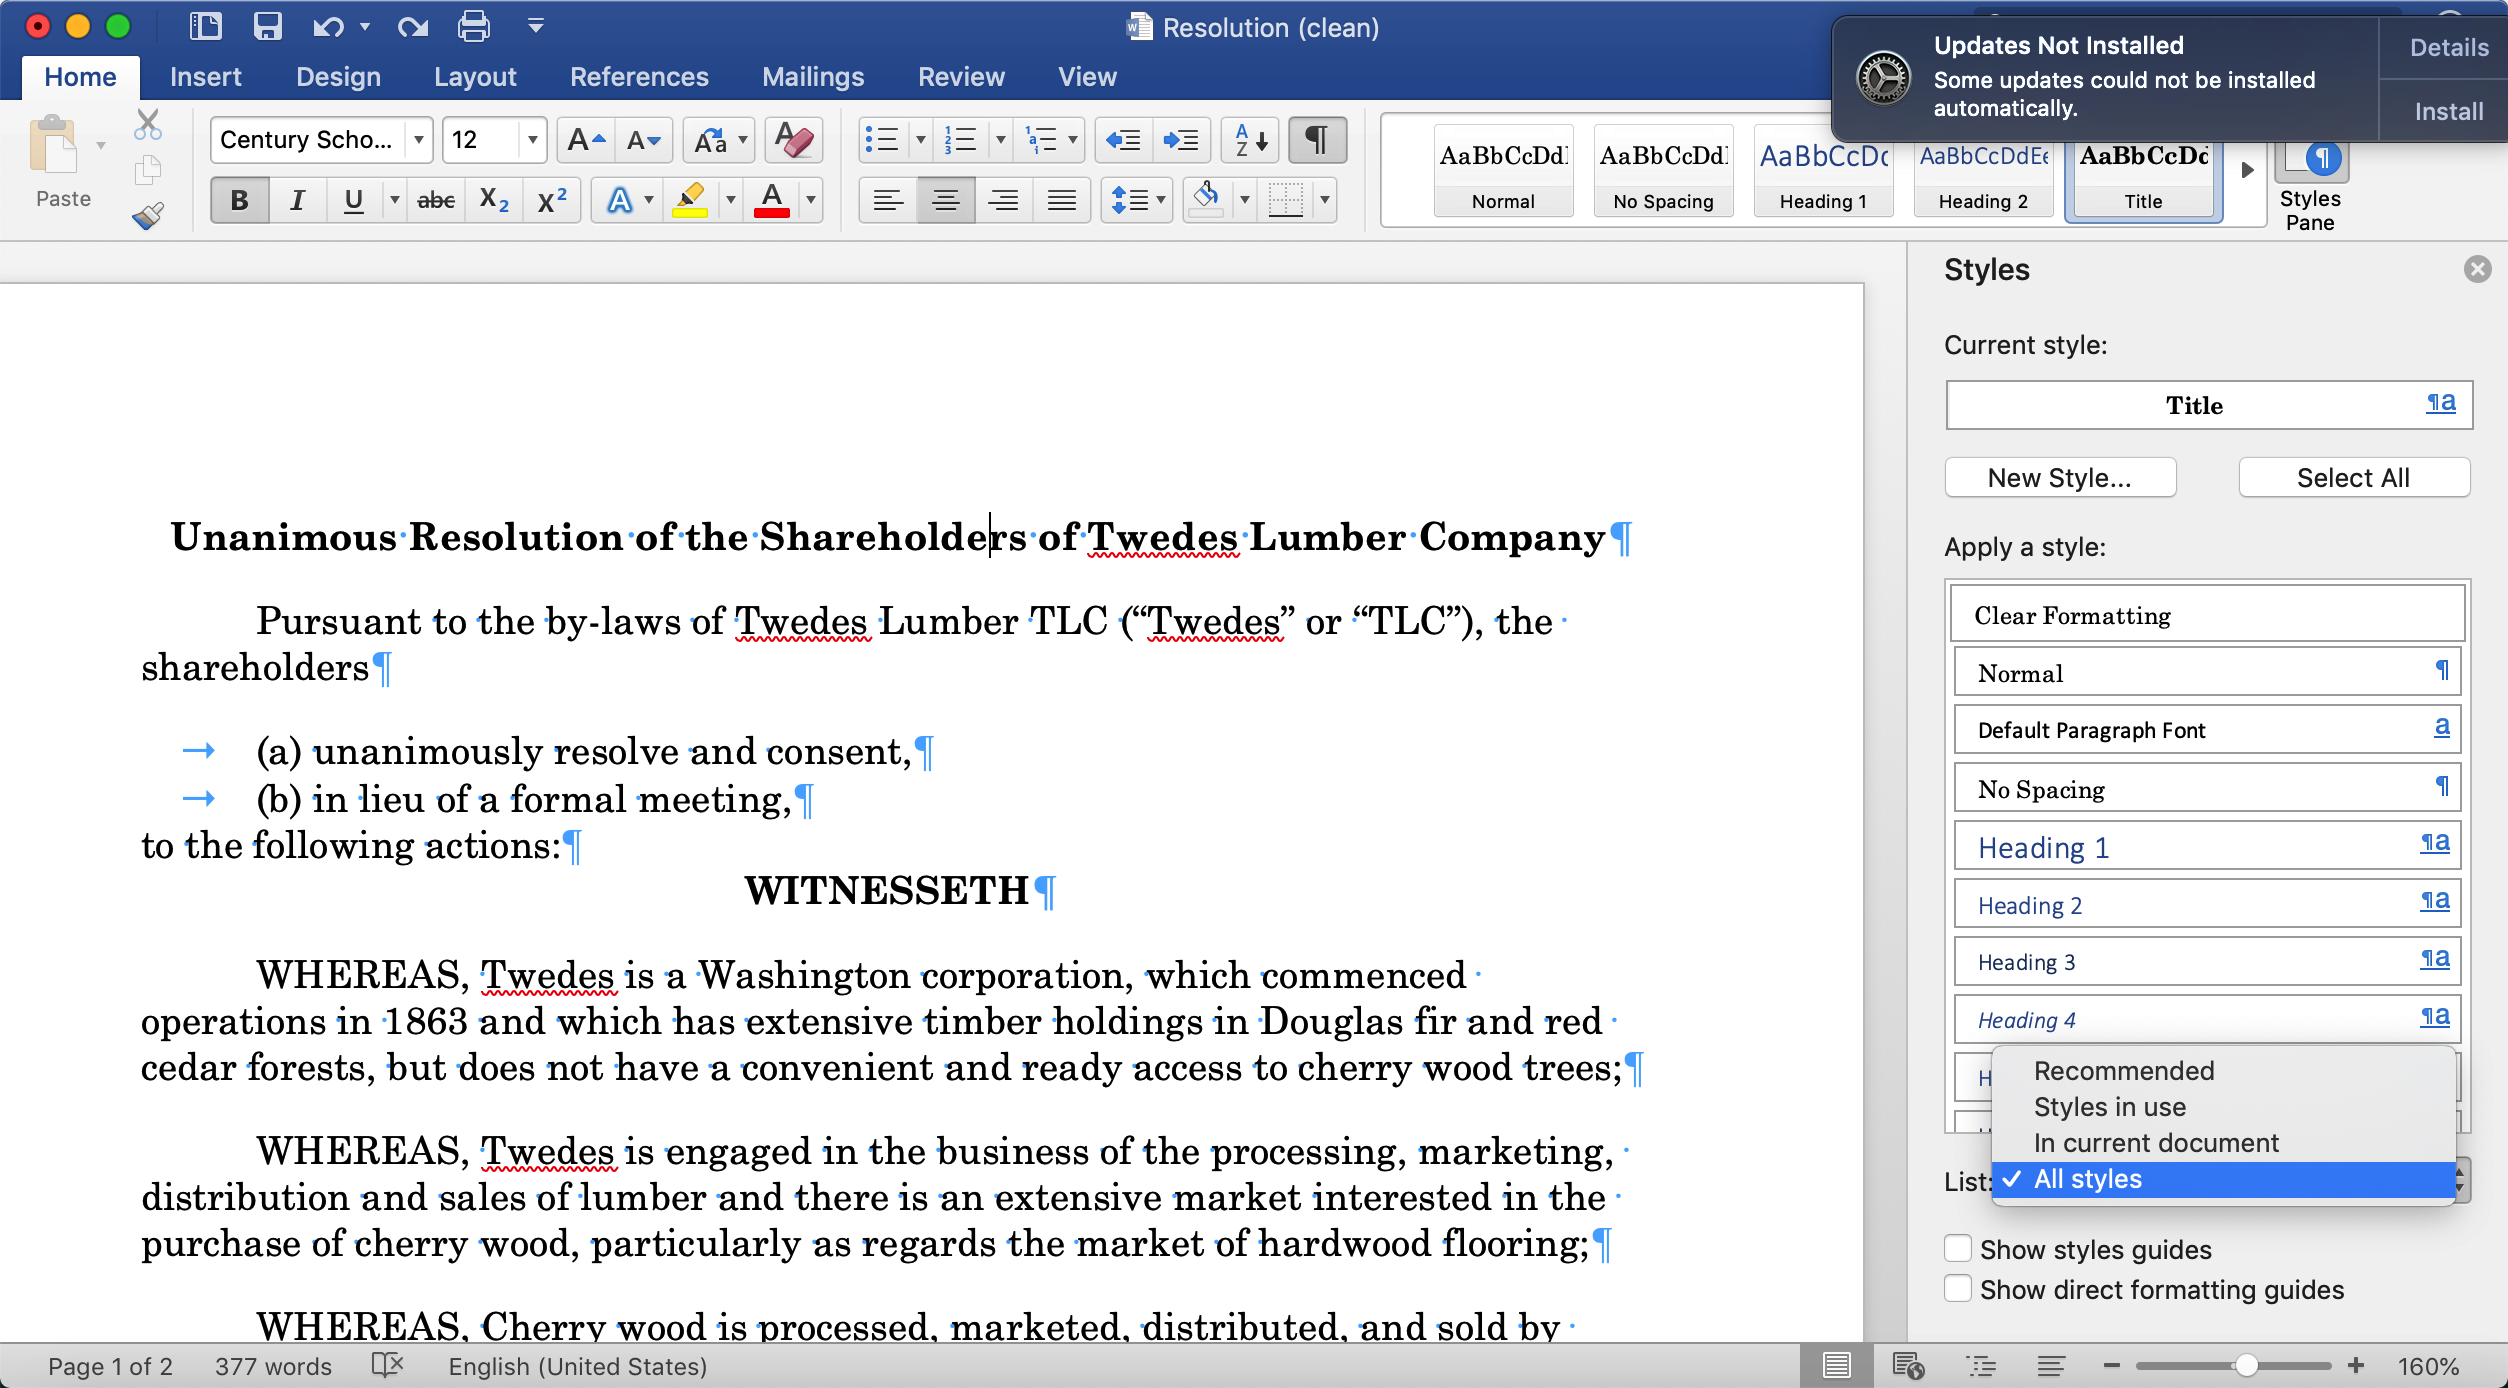 Resolution (clean)
Updates Not Installed
Some updates could not be installed
automatically.
Details
Install
Home Insert Design Layout References Mailings Review View
Paste
Century Scho... 12
AaBbCcDd
Normal
AaBbCcDd
No Spacing
AaBbCcDc
Heading 1
AaBbCcDdEe
Heading 2
AaBbCcDd
Title
Styles
Pane
B I U abc X2 X2 A A
Styles
Current style:
Title ¶a
New Style... Select All
Apply a style:
Clear Formatting
Normal ¶
Default Paragraph Font a
No Spacing ¶
Heading 1 ¶a
Heading 2 ¶a
Heading 3 ¶a
Heading 4 ¶a
Recommended
Styles in use
In current document
List: ✓ All styles
Show styles guides
Show direct formatting guides
Unanimous Resolution of the Shareholders of Twedes Lumber Company¶
Pursuant to the by-laws of Twedes Lumber TLC (“Twedes” or “TLC”), the
shareholders¶
(a) unanimously resolve and consent,¶
(b) in lieu of a formal meeting,¶
to the following actions:¶
WITNESSETH¶
WHEREAS, Twedes is a Washington corporation, which commenced
operations in 1863 and which has extensive timber holdings in Douglas fir and red
cedar forests, but does not have a convenient and ready access to cherry wood trees;¶
WHEREAS, Twedes is engaged in the business of the processing, marketing,
distribution and sales of lumber and there is an extensive market interested in the
purchase of cherry wood, particularly as regards the market of hardwood flooring;¶
WHEREAS, Cherry wood is processed, marketed, distributed, and sold by
Page 1 of 2 377 words English (United States) 160%